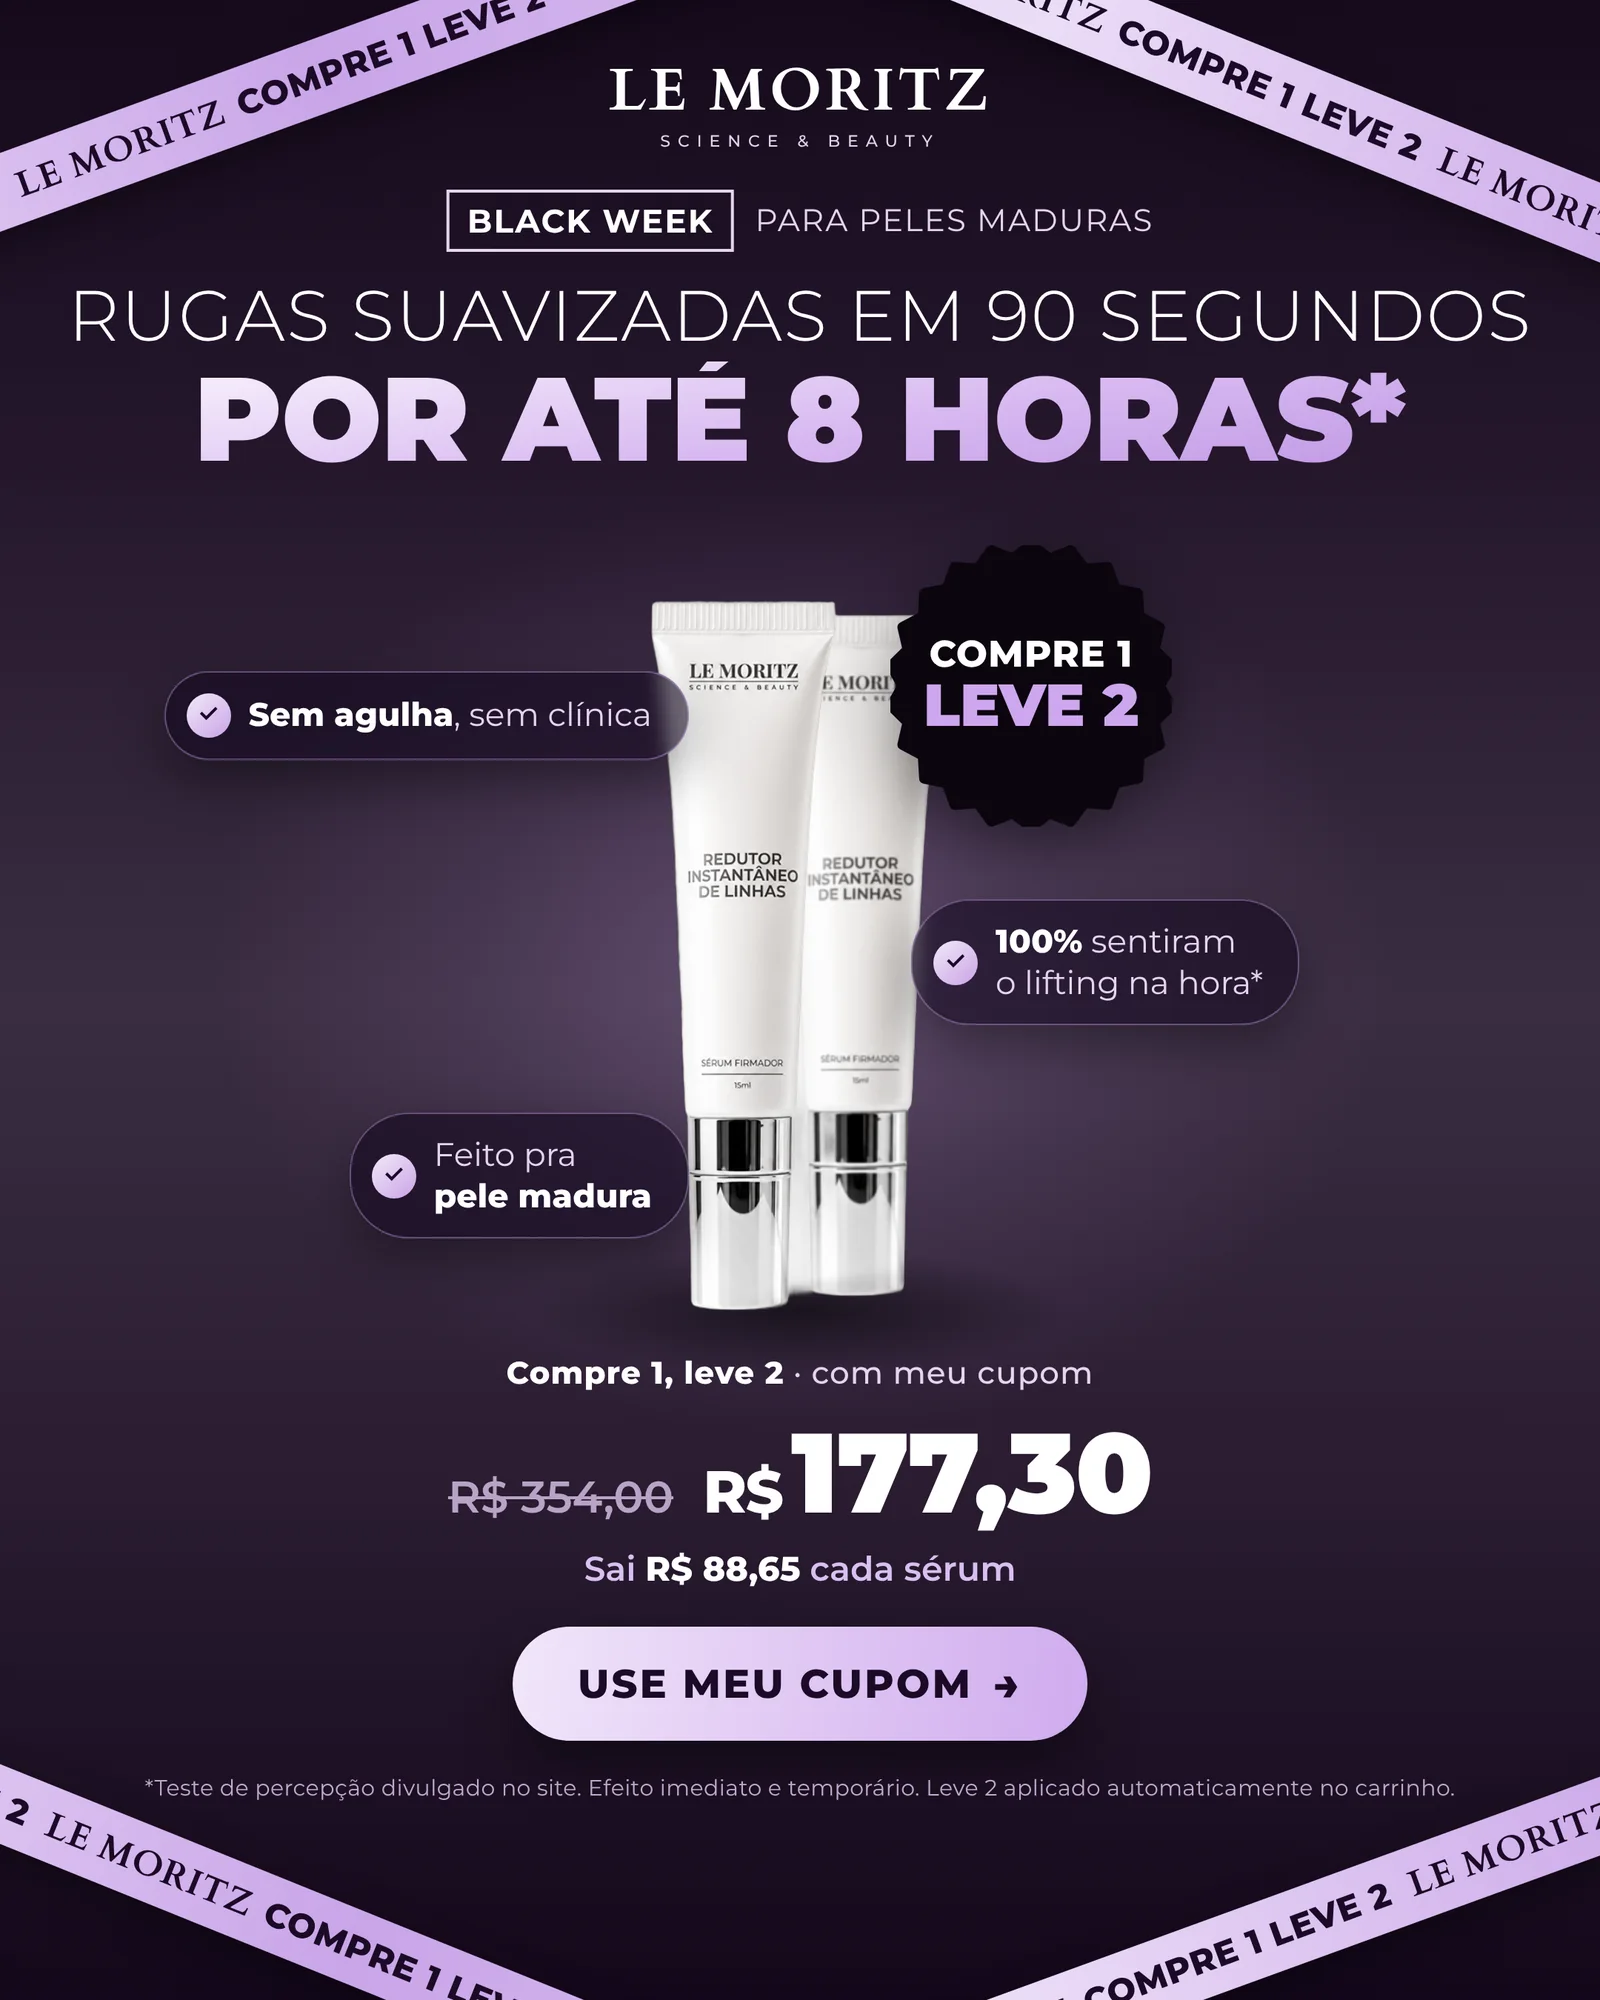 LE MORITZ COMPRE 1 LEVE 2
COMPRE 1 LEVE 2 LE MORITZ
LE MORITZ
SCIENCE & BEAUTY
BLACK WEEK PARA PELES MADURAS
RUGAS SUAVIZADAS EM 90 SEGUNDOS
POR ATÉ 8 HORAS*
COMPRE 1
LEVE 2
LE MORITZ
SCIENCE & BEAUTY
Sem agulha, sem clínica
REDUTOR
INSTANTÂNEO
DE LINHAS
REDUTOR
INSTANTÂNEO
DE LINHAS
100% sentiram
o lifting na hora*
SÉRUM FIRMADOR
15ml
SÉRUM FIRMADOR
15ml
Feito pra
pele madura
Compre 1, leve 2 · com meu cupom
R$ 354,00 R$ 177,30
Sai R$ 88,65 cada sérum
USE MEU CUPOM →
*Teste de percepção divulgado no site. Efeito imediato e temporário. Leve 2 aplicado automaticamente no carrinho.
2 LE MORITZ COMPRE 1
COMPRE 1 LEVE 2 LE MORITZ